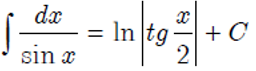 ∫ dx / sin x = ln |tg x/2| + C